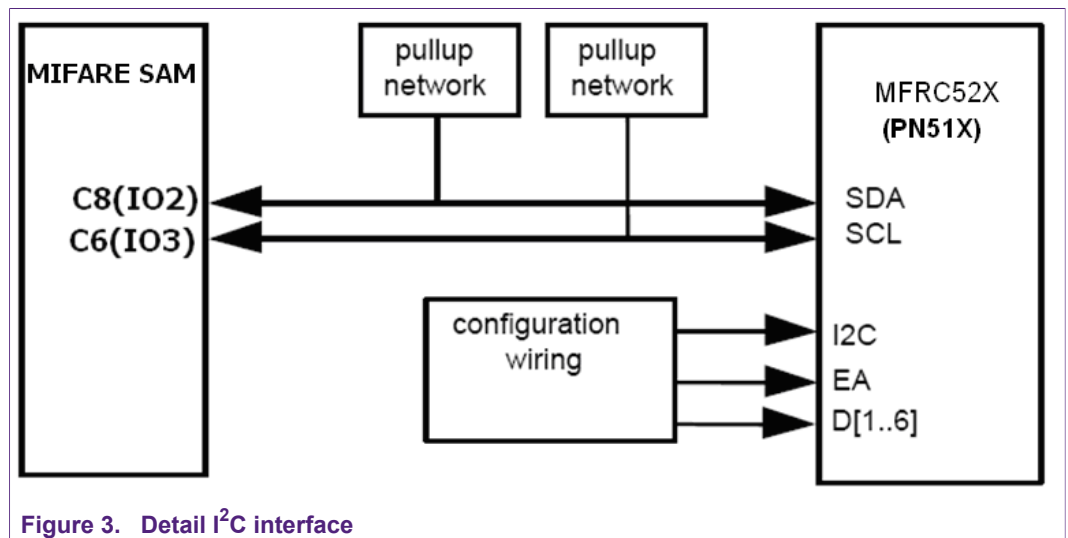 pullup
network
pullup
network
MIFARE SAM
MFRC52X
(PN51X)
C8(IO2)
SDA
C6(IO3)
SCL
configuration
wiring
I2C
EA
D[1..6]
Figure 3. Detail I²C interface